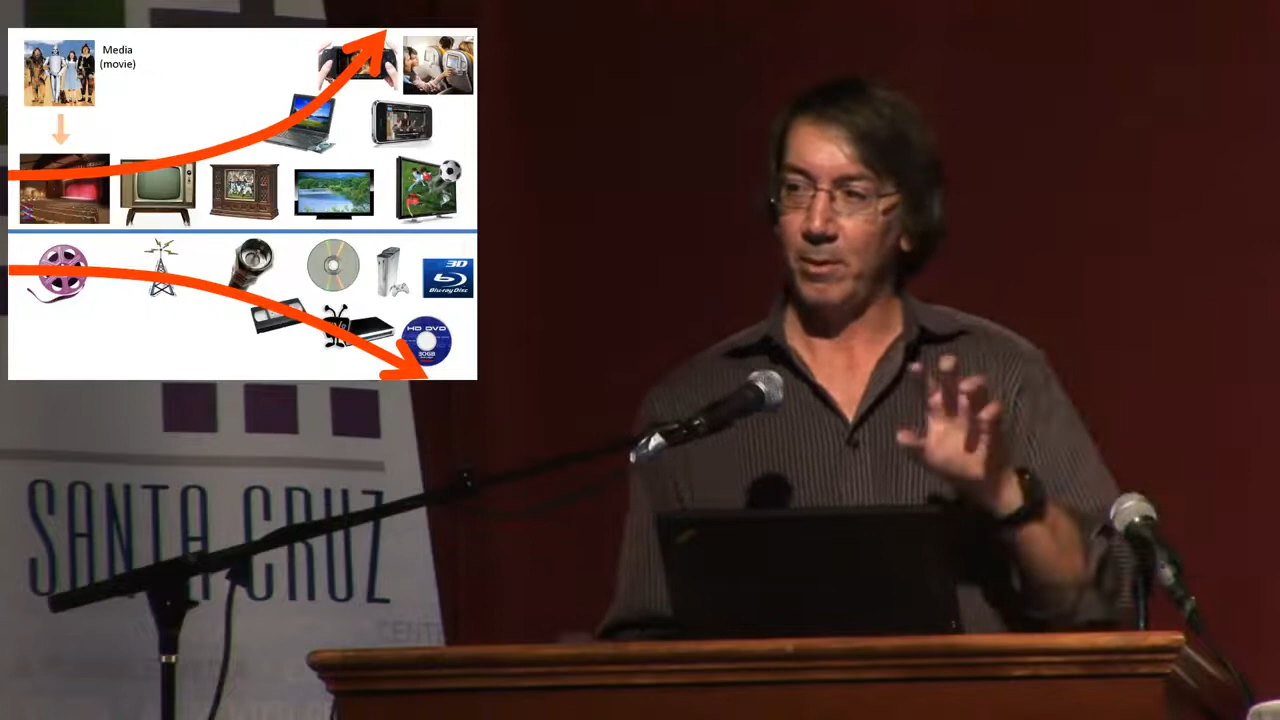 Media
(movie)
3D
Blu-ray Disc
HD DVD
30GB
SANTA CRUZ
CENT